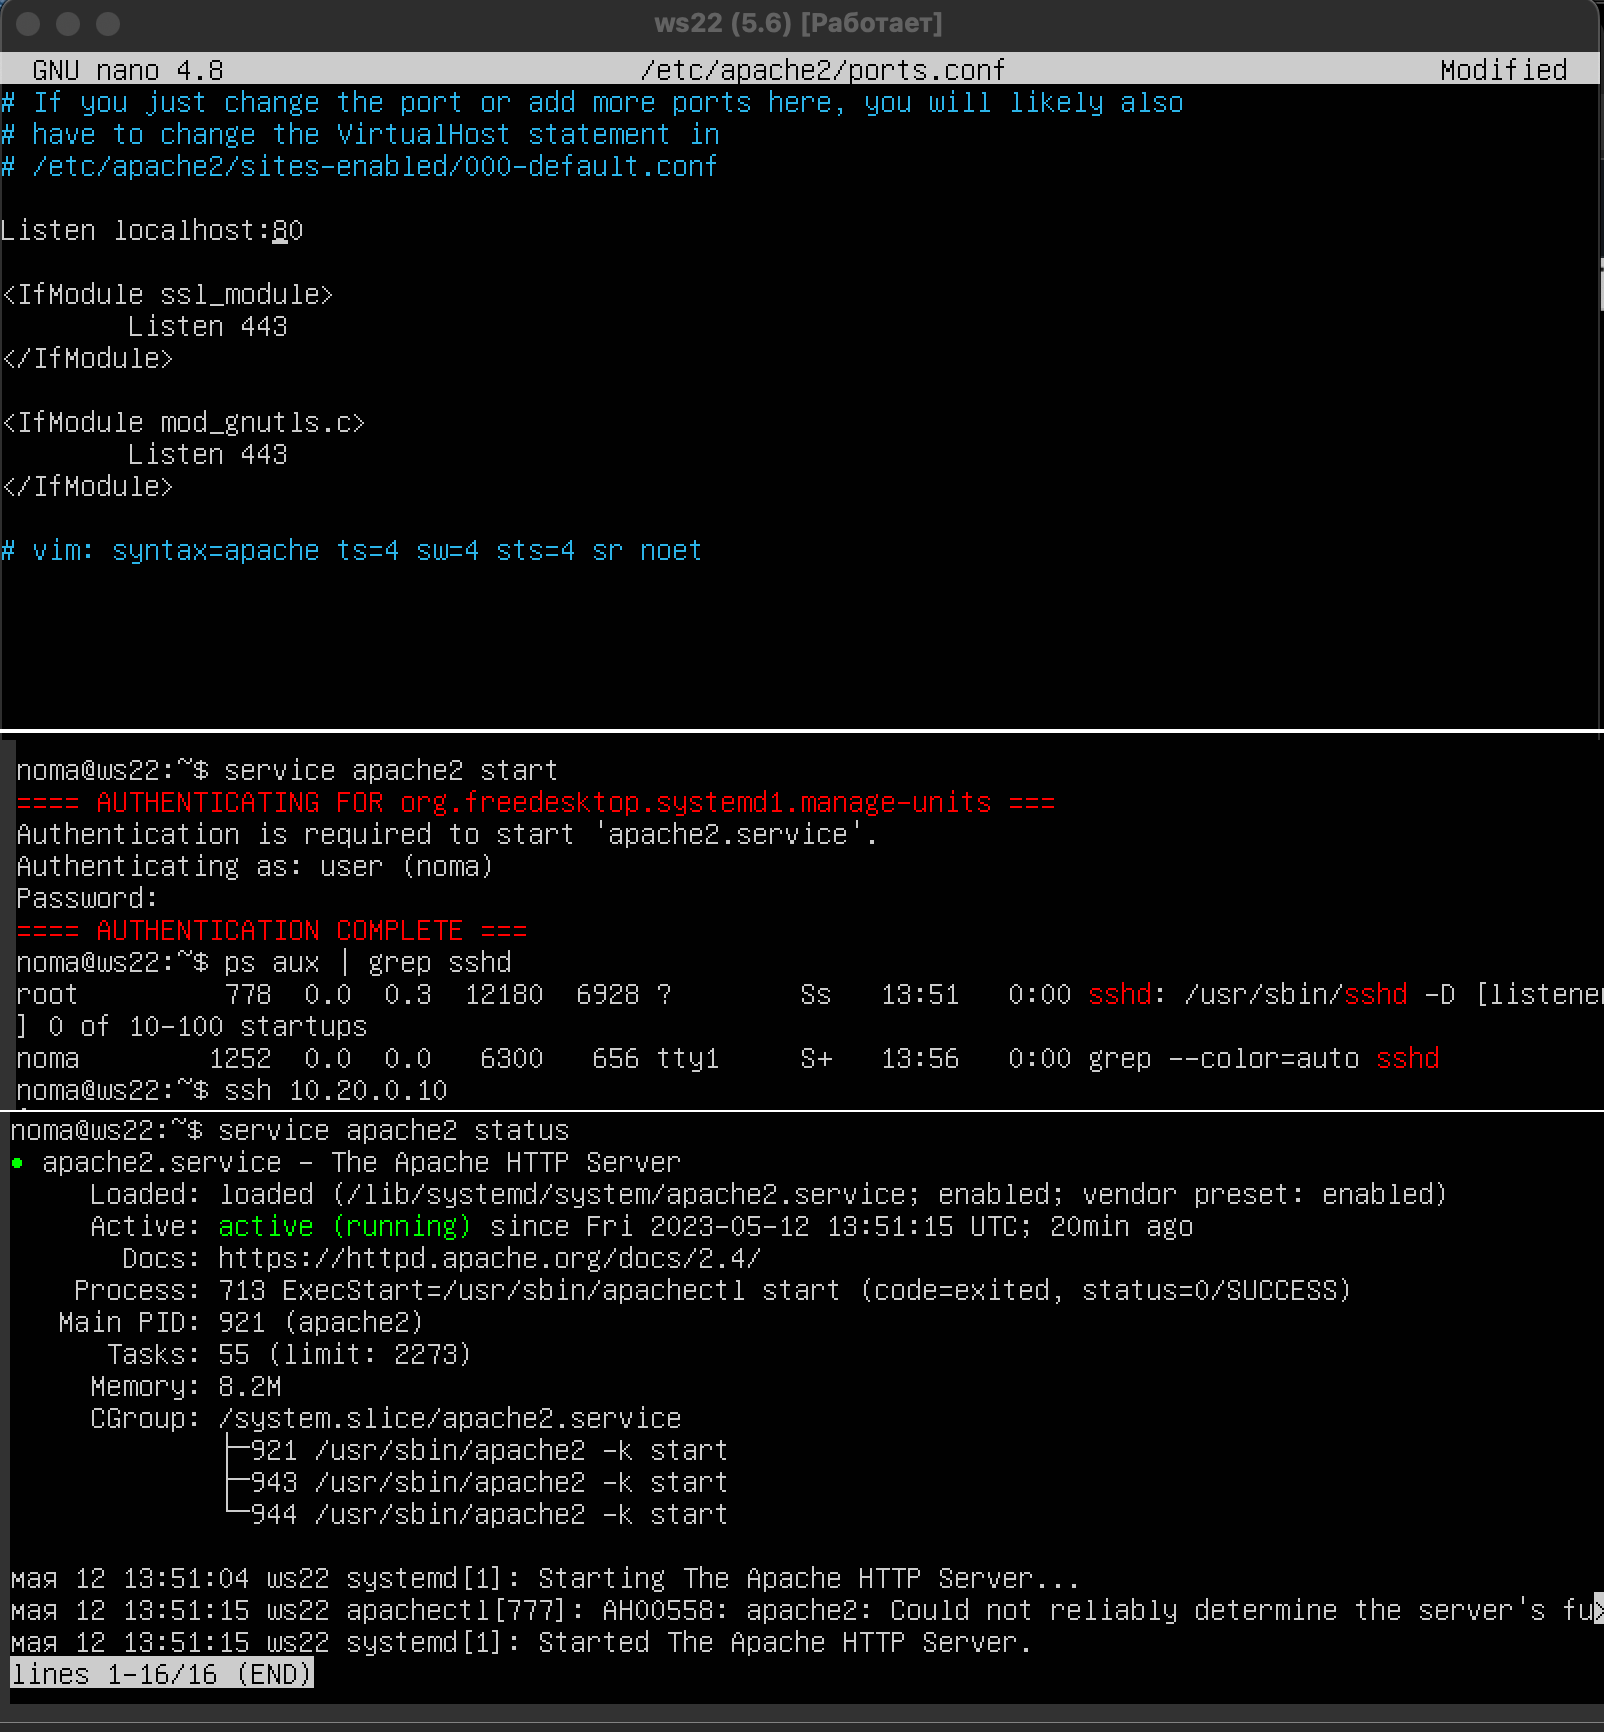 ws22 (5.6) [Работает]
GNU nano 4.8 /etc/apache2/ports.conf Modified
# If you just change the port or add more ports here, you will likely also
# have to change the VirtualHost statement in
# /etc/apache2/sites-enabled/000-default.conf
Listen localhost:80
<IfModule ssl_module>
Listen 443
</IfModule>
<IfModule mod_gnutls.c>
Listen 443
</IfModule>
# vim: syntax=apache ts=4 sw=4 sts=4 sr noet
noma@ws22:~$ service apache2 start
==== AUTHENTICATING FOR org.freedesktop.systemd1.manage-units ===
Authentication is required to start 'apache2.service'.
Authenticating as: user (noma)
Password:
==== AUTHENTICATION COMPLETE ===
noma@ws22:~$ ps aux | grep sshd
root 778 0.0 0.3 12180 6928 ? Ss 13:51 0:00 sshd: /usr/sbin/sshd -D [listener
] 0 of 10-100 startups
noma 1252 0.0 0.0 6300 656 tty1 S+ 13:56 0:00 grep --color=auto sshd
noma@ws22:~$ ssh 10.20.0.10
noma@ws22:~$ service apache2 status
● apache2.service - The Apache HTTP Server
Loaded: loaded (/lib/systemd/system/apache2.service; enabled; vendor preset: enabled)
Active: active (running) since Fri 2023-05-12 13:51:15 UTC; 20min ago
Docs: https://httpd.apache.org/docs/2.4/
Process: 713 ExecStart=/usr/sbin/apachectl start (code=exited, status=0/SUCCESS)
Main PID: 921 (apache2)
Tasks: 55 (limit: 2273)
Memory: 8.2M
CGroup: /system.slice/apache2.service
├─921 /usr/sbin/apache2 -k start
├─943 /usr/sbin/apache2 -k start
└─944 /usr/sbin/apache2 -k start
мая 12 13:51:04 ws22 systemd[1]: Starting The Apache HTTP Server...
мая 12 13:51:15 ws22 apachectl[777]: AH00558: apache2: Could not reliably determine the server's fu>
мая 12 13:51:15 ws22 systemd[1]: Started The Apache HTTP Server.
lines 1-16/16 (END)